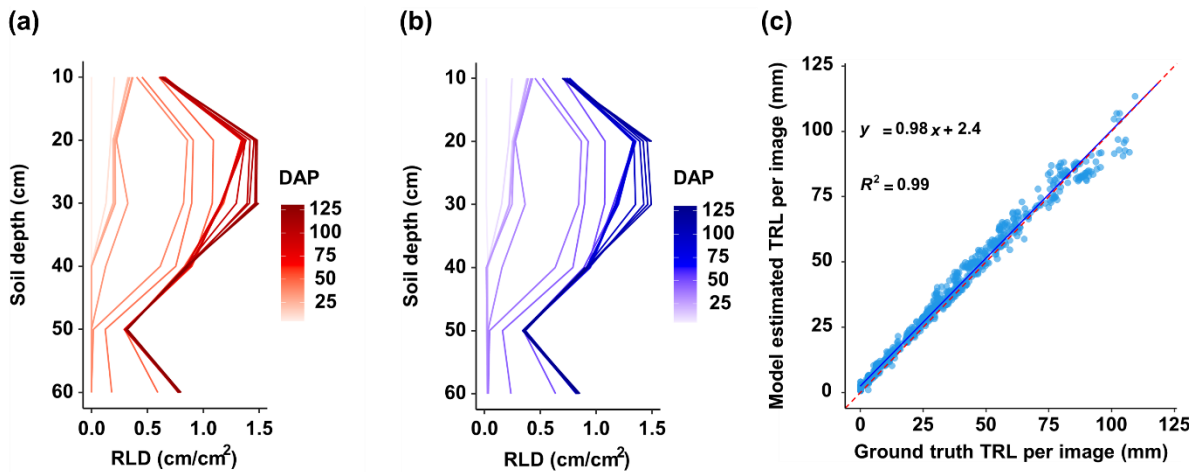 (a)
10
20
30
40
50
60
Soil depth (cm)
0.0 0.5 1.0 1.5
RLD (cm/cm²)
DAP
125
100
75
50
25
(b)
10
20
30
40
50
60
Soil depth (cm)
0.0 0.5 1.0 1.5
RLD (cm/cm²)
DAP
125
100
75
50
25
(c)
Model estimated TRL per image (mm)
125
100
75
50
25
0
y = 0.98 x + 2.4
R² = 0.99
0 25 50 75 100 125
Ground truth TRL per image (mm)